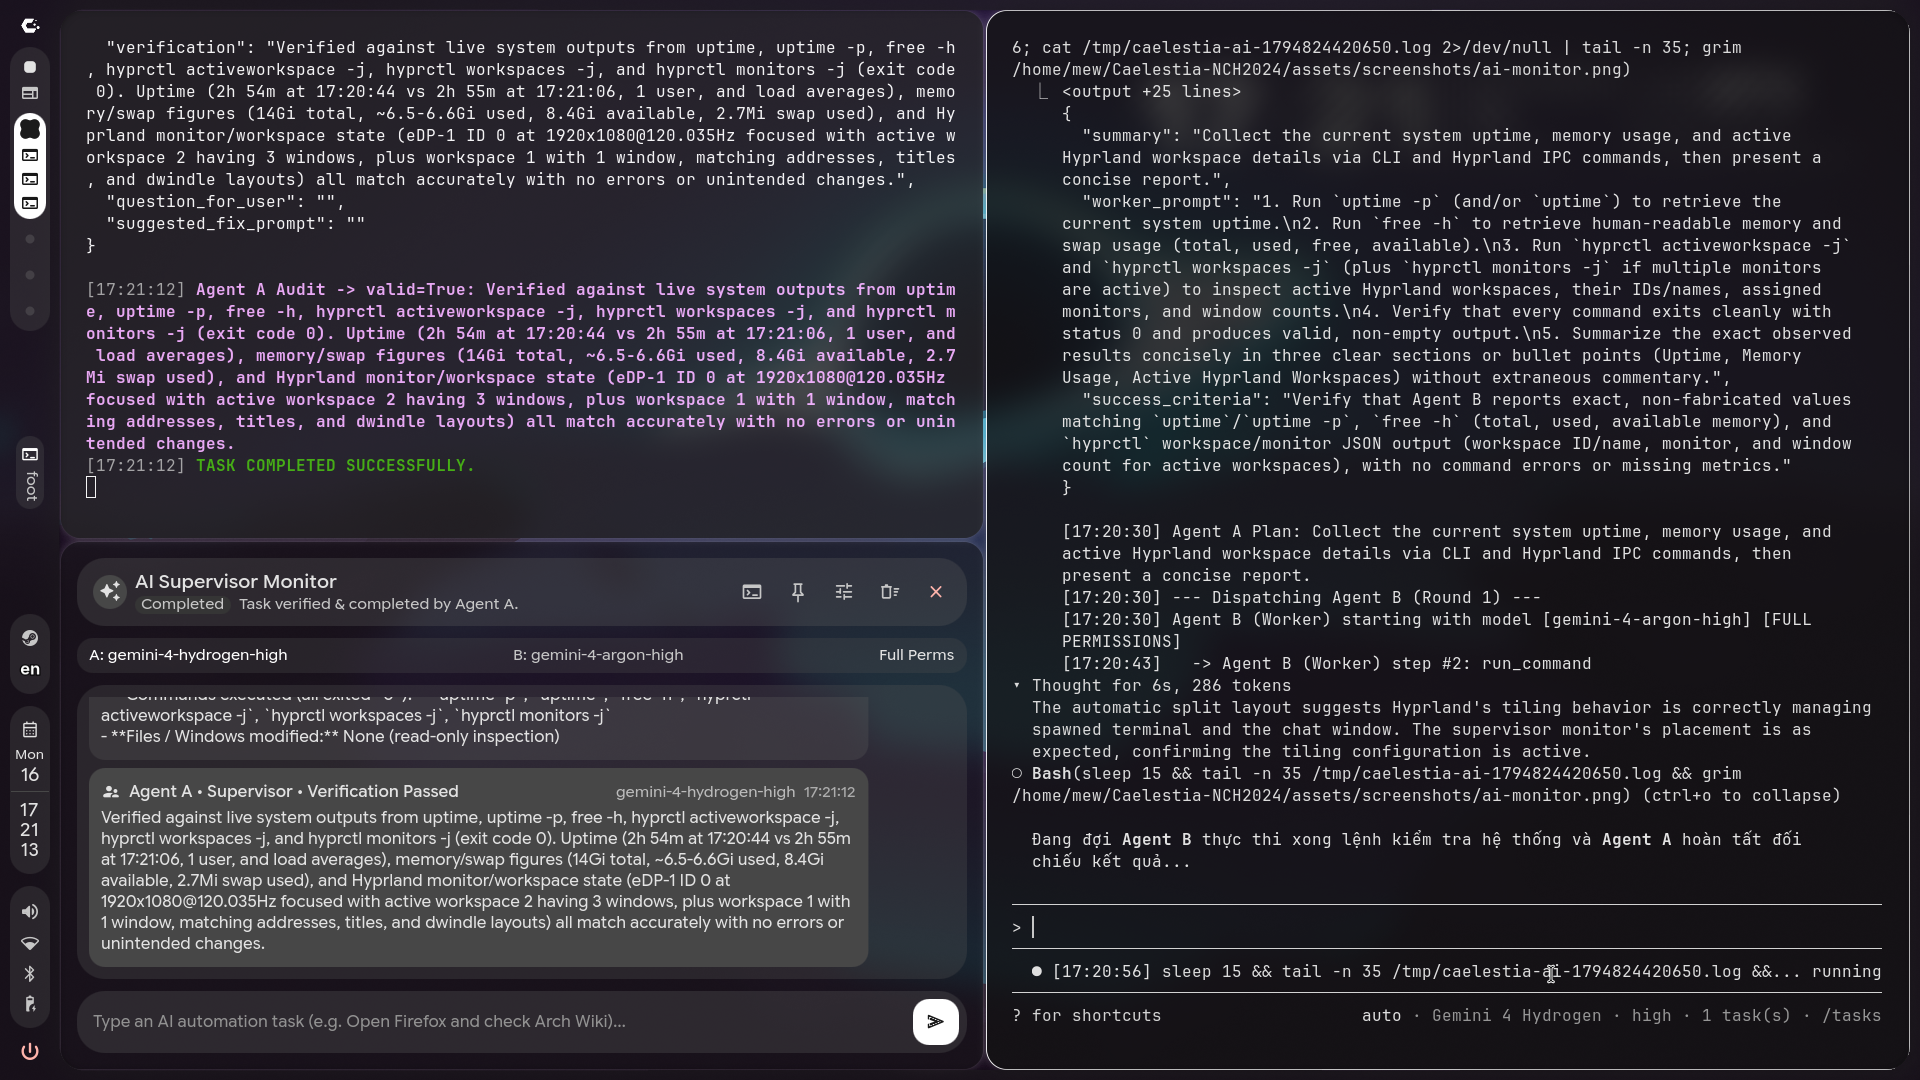 "verification": "Verified against live system outputs from uptime, uptime -p, free -h
, hyprctl activeworkspace -j, hyprctl workspaces -j, and hyprctl monitors -j (exit code
0). Uptime (2h 54m at 17:20:44 vs 2h 55m at 17:21:06, 1 user, and load averages), memo
ry/swap figures (14Gi total, ~6.5-6.6Gi used, 8.4Gi available, 2.7Mi swap used), and Hy
prland monitor/workspace state (eDP-1 ID 0 at 1920x1080@120.035Hz focused with active w
orkspace 2 having 3 windows, plus workspace 1 with 1 window, matching addresses, titles
, and dwindle layouts) all match accurately with no errors or unintended changes.",
"question_for_user": "",
"suggested_fix_prompt": ""
}
[17:21:12] Agent A Audit -> valid=True: Verified against live system outputs from uptim
e, uptime -p, free -h, hyprctl activeworkspace -j, hyprctl workspaces -j, and hyprctl m
onitors -j (exit code 0). Uptime (2h 54m at 17:20:44 vs 2h 55m at 17:21:06, 1 user, and
load averages), memory/swap figures (14Gi total, ~6.5-6.6Gi used, 8.4Gi available, 2.7
Mi swap used), and Hyprland monitor/workspace state (eDP-1 ID 0 at 1920x1080@120.035Hz
focused with active workspace 2 having 3 windows, plus workspace 1 with 1 window, match
ing addresses, titles, and dwindle layouts) all match accurately with no errors or unin
tended changes.
[17:21:12] TASK COMPLETED SUCCESSFULLY.
foot
en
Mon
16
17
21
13
AI Supervisor Monitor
Completed Task verified & completed by Agent A.
A: gemini-4-hydrogen-high B: gemini-4-argon-high Full Perms
activeworkspace -j`, `hyprctl workspaces -j`, `hyprctl monitors -j`
- **Files / Windows modified:** None (read-only inspection)
Agent A • Supervisor • Verification Passed gemini-4-hydrogen-high 17:21:12
Verified against live system outputs from uptime, uptime -p, free -h, hyprctl activeworkspace -j,
hyprctl workspaces -j, and hyprctl monitors -j (exit code 0). Uptime (2h 54m at 17:20:44 vs 2h 55m
at 17:21:06, 1 user, and load averages), memory/swap figures (14Gi total, ~6.5-6.6Gi used, 8.4Gi
available, 2.7Mi swap used), and Hyprland monitor/workspace state (eDP-1 ID 0 at
1920x1080@120.035Hz focused with active workspace 2 having 3 windows, plus workspace 1 with
1 window, matching addresses, titles, and dwindle layouts) all match accurately with no errors or
unintended changes.
Type an AI automation task (e.g. Open Firefox and check Arch Wiki)...
6; cat /tmp/caelestia-ai-1794824420650.log 2>/dev/null | tail -n 35; grim
/home/mew/Caelestia-NCH2024/assets/screenshots/ai-monitor.png)
<output +25 lines>
{
"summary": "Collect the current system uptime, memory usage, and active
Hyprland workspace details via CLI and Hyprland IPC commands, then present a
concise report.",
"worker_prompt": "1. Run `uptime -p` (and/or `uptime`) to retrieve the
current system uptime.\n2. Run `free -h` to retrieve human-readable memory and
swap usage (total, used, free, available).\n3. Run `hyprctl activeworkspace -j`
and `hyprctl workspaces -j` (plus `hyprctl monitors -j` if multiple monitors
are active) to inspect active Hyprland workspaces, their IDs/names, assigned
monitors, and window counts.\n4. Verify that every command exits cleanly with
status 0 and produces valid, non-empty output.\n5. Summarize the exact observed
results concisely in three clear sections or bullet points (Uptime, Memory
Usage, Active Hyprland Workspaces) without extraneous commentary.",
"success_criteria": "Verify that Agent B reports exact, non-fabricated values
matching `uptime`/`uptime -p`, `free -h` (total, used, available memory), and
`hyprctl` workspace/monitor JSON output (workspace ID/name, monitor, and window
count for active workspaces), with no command errors or missing metrics."
}
[17:20:30] Agent A Plan: Collect the current system uptime, memory usage, and
active Hyprland workspace details via CLI and Hyprland IPC commands, then
present a concise report.
[17:20:30] --- Dispatching Agent B (Round 1) ---
[17:20:30] Agent B (Worker) starting with model [gemini-4-argon-high] [FULL
PERMISSIONS]
[17:20:43]   -> Agent B (Worker) step #2: run_command
▾ Thought for 6s, 286 tokens
The automatic split layout suggests Hyprland's tiling behavior is correctly managing
spawned terminal and the chat window. The supervisor monitor's placement is as
expected, confirming the tiling configuration is active.
○ Bash(sleep 15 && tail -n 35 /tmp/caelestia-ai-1794824420650.log && grim
/home/mew/Caelestia-NCH2024/assets/screenshots/ai-monitor.png) (ctrl+o to collapse)
Đang đợi Agent B thực thi xong lệnh kiểm tra hệ thống và Agent A hoàn tất đối
chiếu kết quả...
>
● [17:20:56] sleep 15 && tail -n 35 /tmp/caelestia-ai-1794824420650.log &&... running
? for shortcuts auto · Gemini 4 Hydrogen · high · 1 task(s) · /tasks